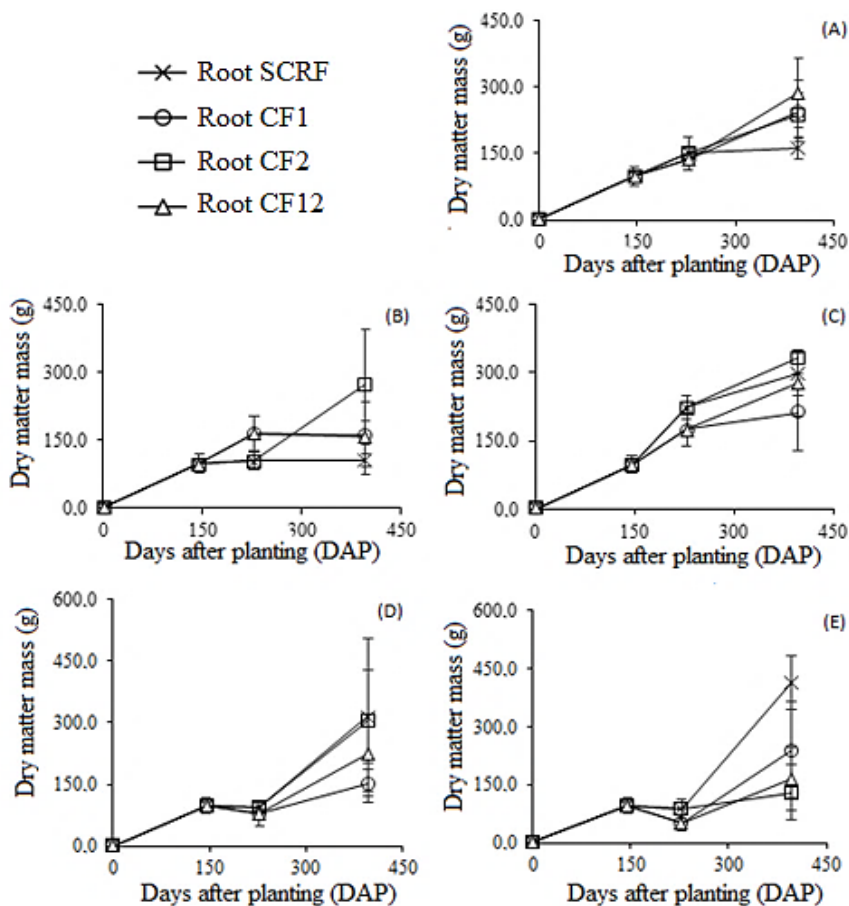 Root SCRF
Root CF1
Root CF2
Root CF12
(A)
Dry matter mass (g)
450.0
300.0
150.0
0.0
0
150
300
450
Days after planting (DAP)
(B)
Dry matter mass (g)
450.0
300.0
150.0
0.0
0
150
300
450
Days after planting (DAP)
(C)
Dry matter mass (g)
450.0
300.0
150.0
0.0
0
150
300
450
Days after planting (DAP)
(D)
Dry matter mass (g)
600.0
450.0
300.0
150.0
0.0
0
150
300
450
Days after planting (DAP)
(E)
Dry matter mass (g)
600.0
450.0
300.0
150.0
0.0
0
150
300
450
Days after planting (DAP)